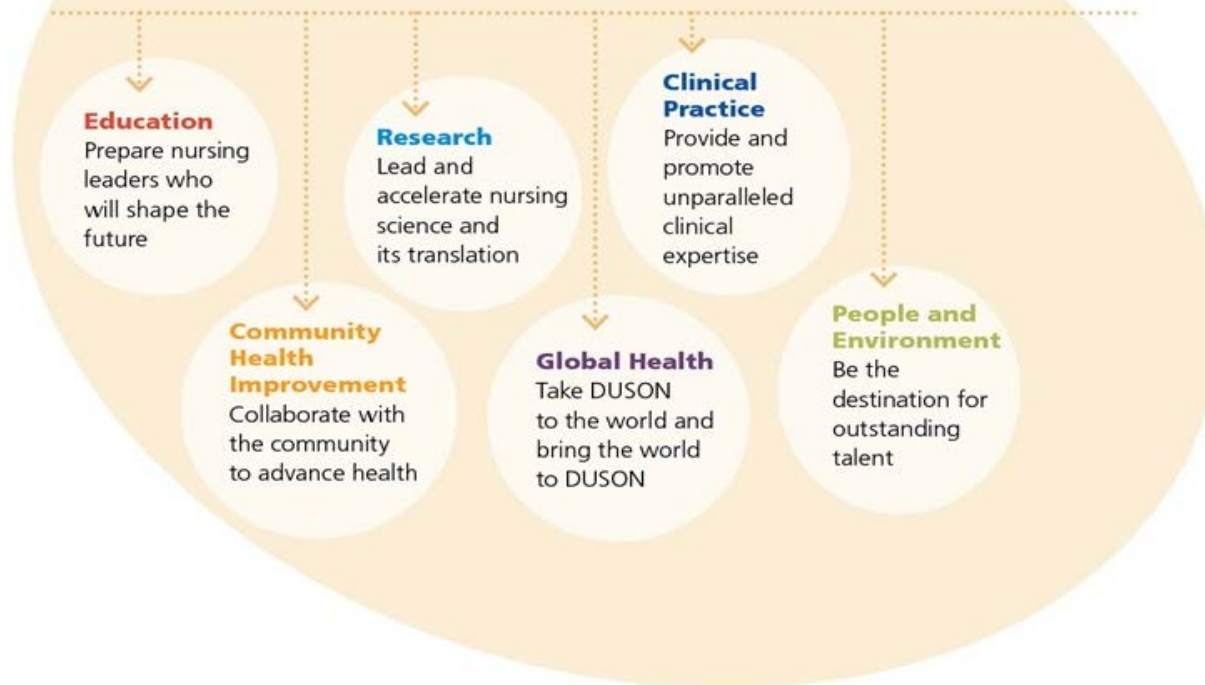 Education
Prepare nursing
leaders who
will shape the
future
Research
Lead and
accelerate nursing
science and
its translation
Clinical
Practice
Provide and
promote
unparalleled
clinical
expertise
Community
Health
Improvement
Collaborate with
the community
to advance health
Global Health
Take DUSON
to the world and
bring the world
to DUSON
People and
Environment
Be the
destination for
outstanding
talent